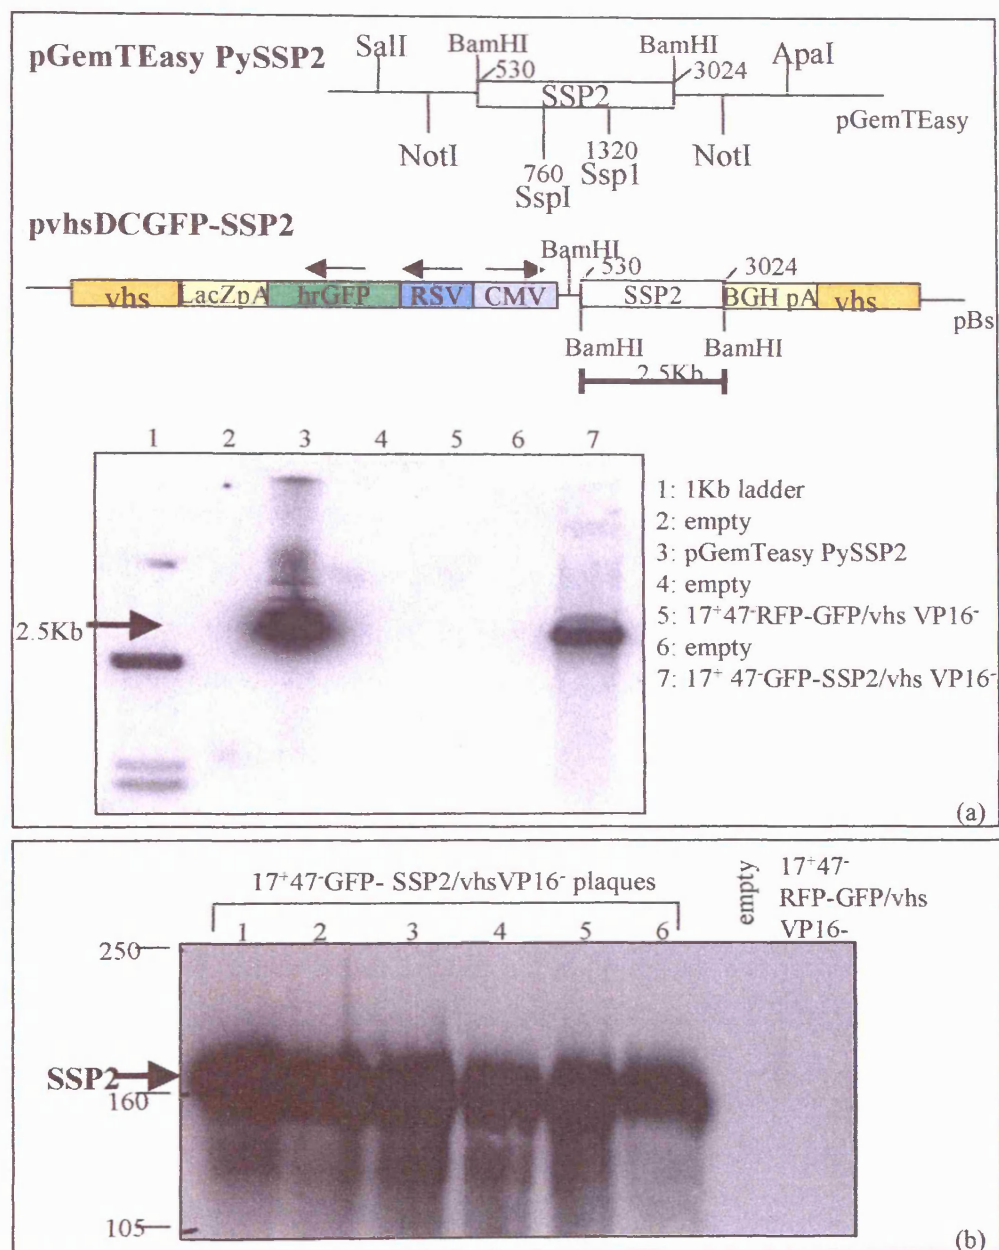 pGemTEasy PySSP2
SalI
BamHI
530
BamHI
3024
ApaI
SSP2
pGemTEasy
NotI
760
SspI
1320
Ssp1
NotI
pvhsDCGFP-SSP2
BamHI
530
3024
vhs
LacZpA
hrGFP
RSV
CMV
SSP2
BGH pA
vhs
pBs
BamHI
BamHI
2.5Kb
1 2 3 4 5 6 7
2.5Kb
1: 1Kb ladder
2: empty
3: pGemTeasy PySSP2
4: empty
5: 17⁺47⁻RFP-GFP/vhs VP16⁻
6: empty
7: 17⁺ 47⁻GFP-SSP2/vhs VP16⁻
(a)
17⁺47⁻GFP- SSP2/vhsVP16⁻ plaques
empty
17⁺47⁻
RFP-GFP/vhs
VP16-
1 2 3 4 5 6
250
SSP2
160
105
(b)